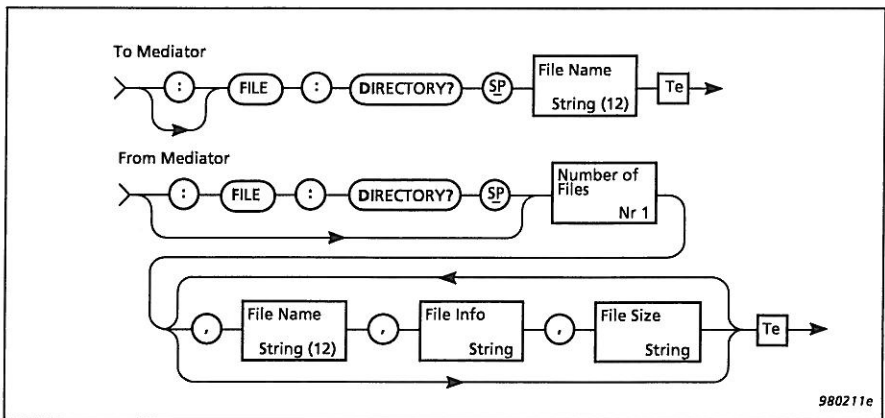 To Mediator
: FILE : DIRECTORY? SP File Name String (12) Te
From Mediator
: FILE : DIRECTORY? SP Number of Files Nr 1
, File Name String (12) , File Info String , File Size String Te
980211e